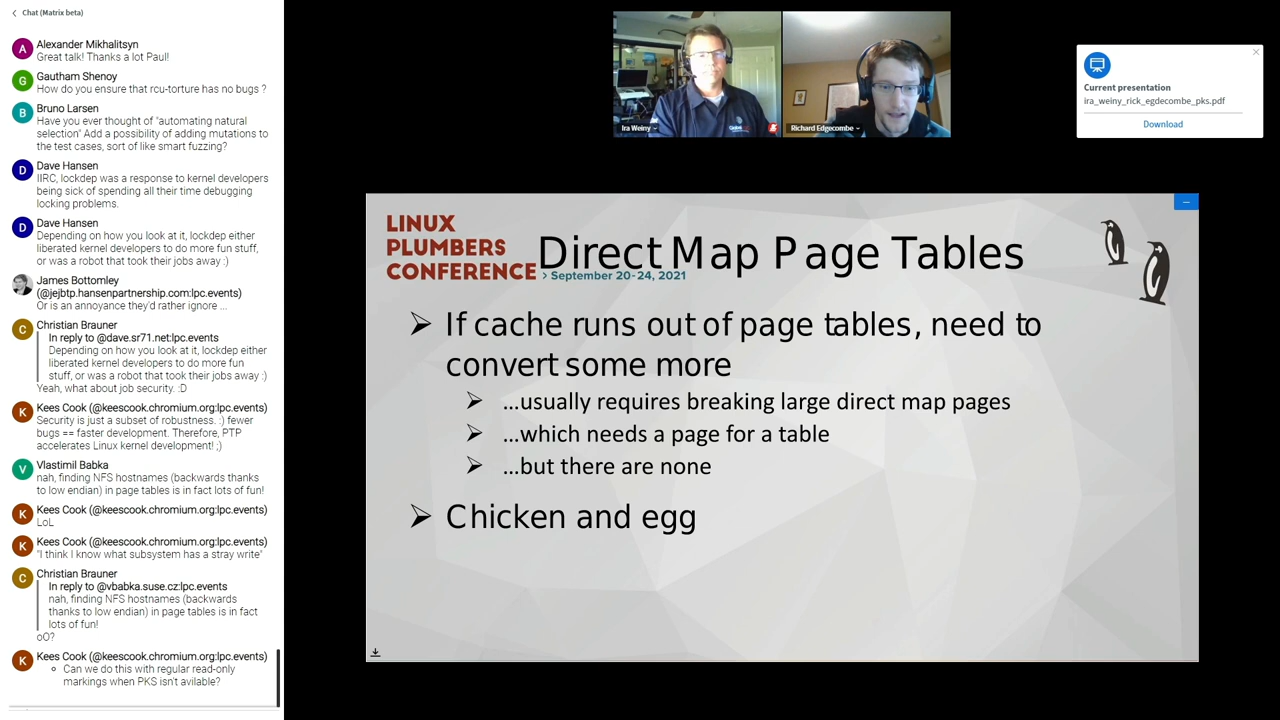 Chat (Matrix beta)
A
Alexander Mikhalitsyn
Great talk! Thanks a lot Paul!
G
Gautham Shenoy
How do you ensure that rcu-torture has no bugs ?
B
Bruno Larsen
Have you ever thought of "automating natural
selection" Add a possibility of adding mutations to
the test cases, sort of like smart fuzzing?
D
Dave Hansen
IIRC, lockdep was a response to kernel developers
being sick of spending all their time debugging
locking problems.
D
Dave Hansen
Depending on how you look at it, lockdep either
liberated kernel developers to do more fun stuff,
or was a robot that took their jobs away :)
James Bottomley
(@jejbtp.hansenpartnership.com:lpc.events)
Or is an annoyance they'd rather ignore ...
C
Christian Brauner
In reply to @dave.sr71.net:lpc.events
Depending on how you look at it, lockdep either
liberated kernel developers to do more fun
stuff, or was a robot that took their jobs away :)
Yeah, what about job security. :D
K
Kees Cook (@keescook.chromium.org:lpc.events)
Security is just a subset of robustness. :) fewer
bugs == faster development. Therefore, PTP
accelerates Linux kernel development! ;)
V
Vlastimil Babka
nah, finding NFS hostnames (backwards thanks
to low endian) in page tables is in fact lots of fun!
K
Kees Cook (@keescook.chromium.org:lpc.events)
LoL
K
Kees Cook (@keescook.chromium.org:lpc.events)
"I think I know what subsystem has a stray write"
C
Christian Brauner
In reply to @vbabka.suse.cz:lpc.events
nah, finding NFS hostnames (backwards
thanks to low endian) in page tables is in fact
lots of fun!
oO?
K
Kees Cook (@keescook.chromium.org:lpc.events)
Can we do this with regular read-only
markings when PKS isn't avilable?
Ira Weiny
Richard Edgecombe
Current presentation
ira_weiny_rick_egdecombe_pks.pdf
Download
LINUX
PLUMBERS
CONFERENCE
> September 20-24, 2021
Direct Map Page Tables
If cache runs out of page tables, need to
convert some more
...usually requires breaking large direct map pages
...which needs a page for a table
...but there are none
Chicken and egg